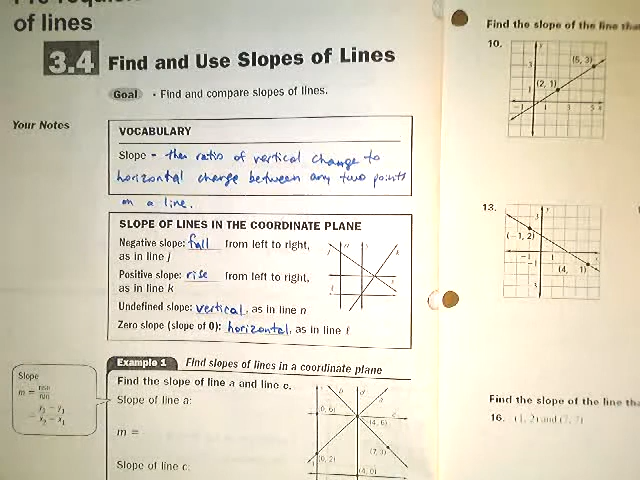 of lines
3.4 Find and Use Slopes of Lines
Goal • Find and compare slopes of lines.
Your Notes
VOCABULARY
Slope - the ratio of vertical change to
horizontal change between any two points
on a line.
SLOPE OF LINES IN THE COORDINATE PLANE
Negative slope: fall from left to right,
as in line j
Positive slope: rise from left to right,
as in line k
Undefined slope: vertical, as in line n
Zero slope (slope of 0): horizontal, as in line ℓ
Example 1 Find slopes of lines in a coordinate plane
Find the slope of line a and line c.
Slope of line a:
m =
Slope of line c:
(0, 6)
(4, 6)
(7, 3)
(0, 2)
(4, 0)
Slope
m = rise
run
y2 - y1
x2 - x1
Find the slope of the line
10.
(5, 3)
(2, 1)
13.
(-1, 2)
(4, 1)
Find the slope of the line
16. (1, 2) and